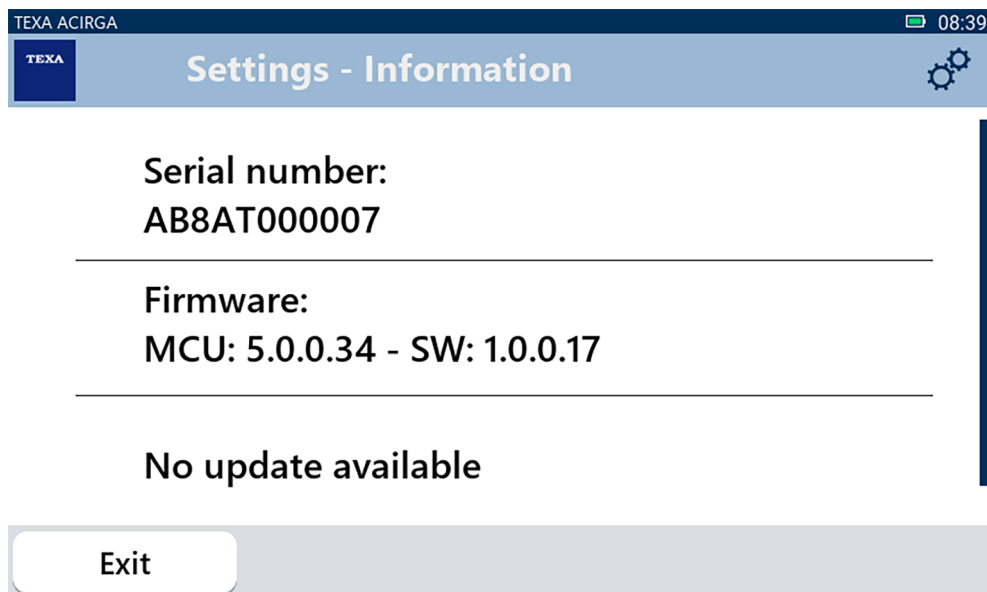 TEXA ACIRGA 08:39
TEXA
Settings - Information
Serial number:
AB8AT000007
Firmware:
MCU: 5.0.0.34 - SW: 1.0.0.17
No update available
Exit